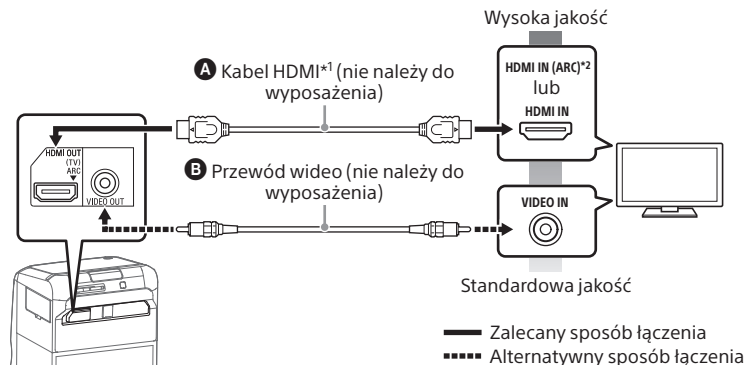 Wysoka jakość
A Kabel HDMI*1 (nie należy do
wyposażenia)
HDMI IN (ARC)*2
lub
HDMI IN
HDMI OUT
(TV)
ARC
VIDEO OUT
B Przewód wideo (nie należy do
wyposażenia)
VIDEO IN
Standardowa jakość
Zalecany sposób łączenia
Alternatywny sposób łączenia